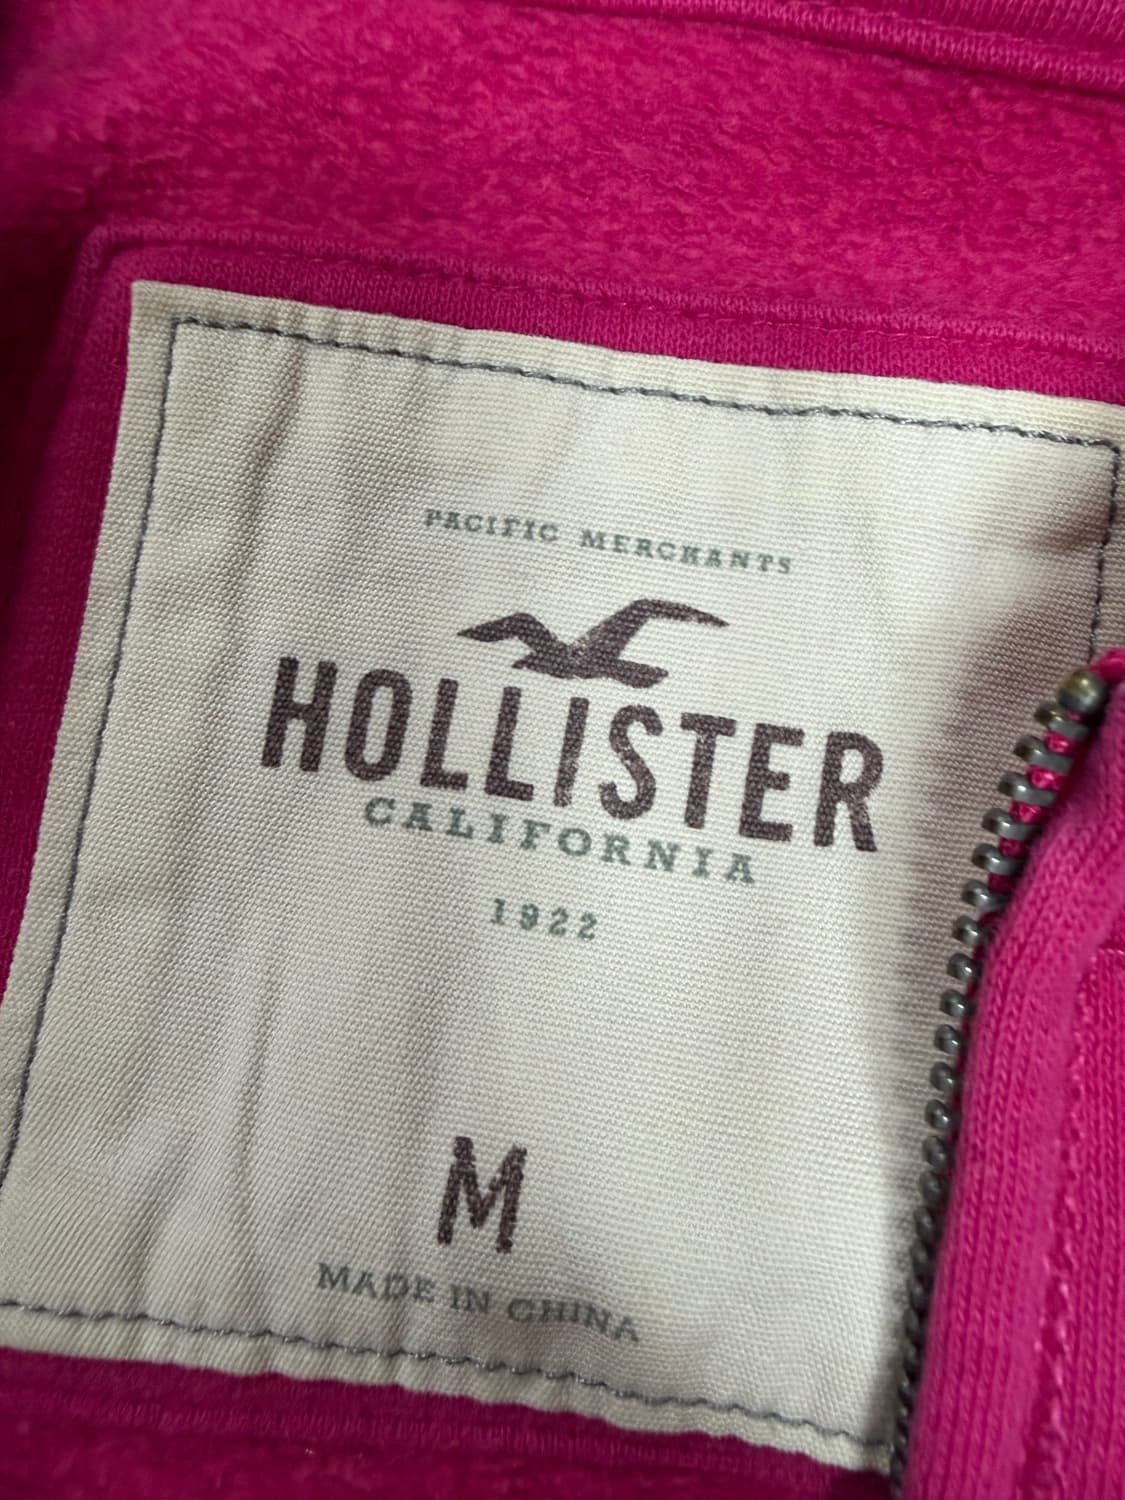 PACIFIC MERCHANTS
HOLLISTER
CALIFORNIA
1922
M
MADE IN CHINA